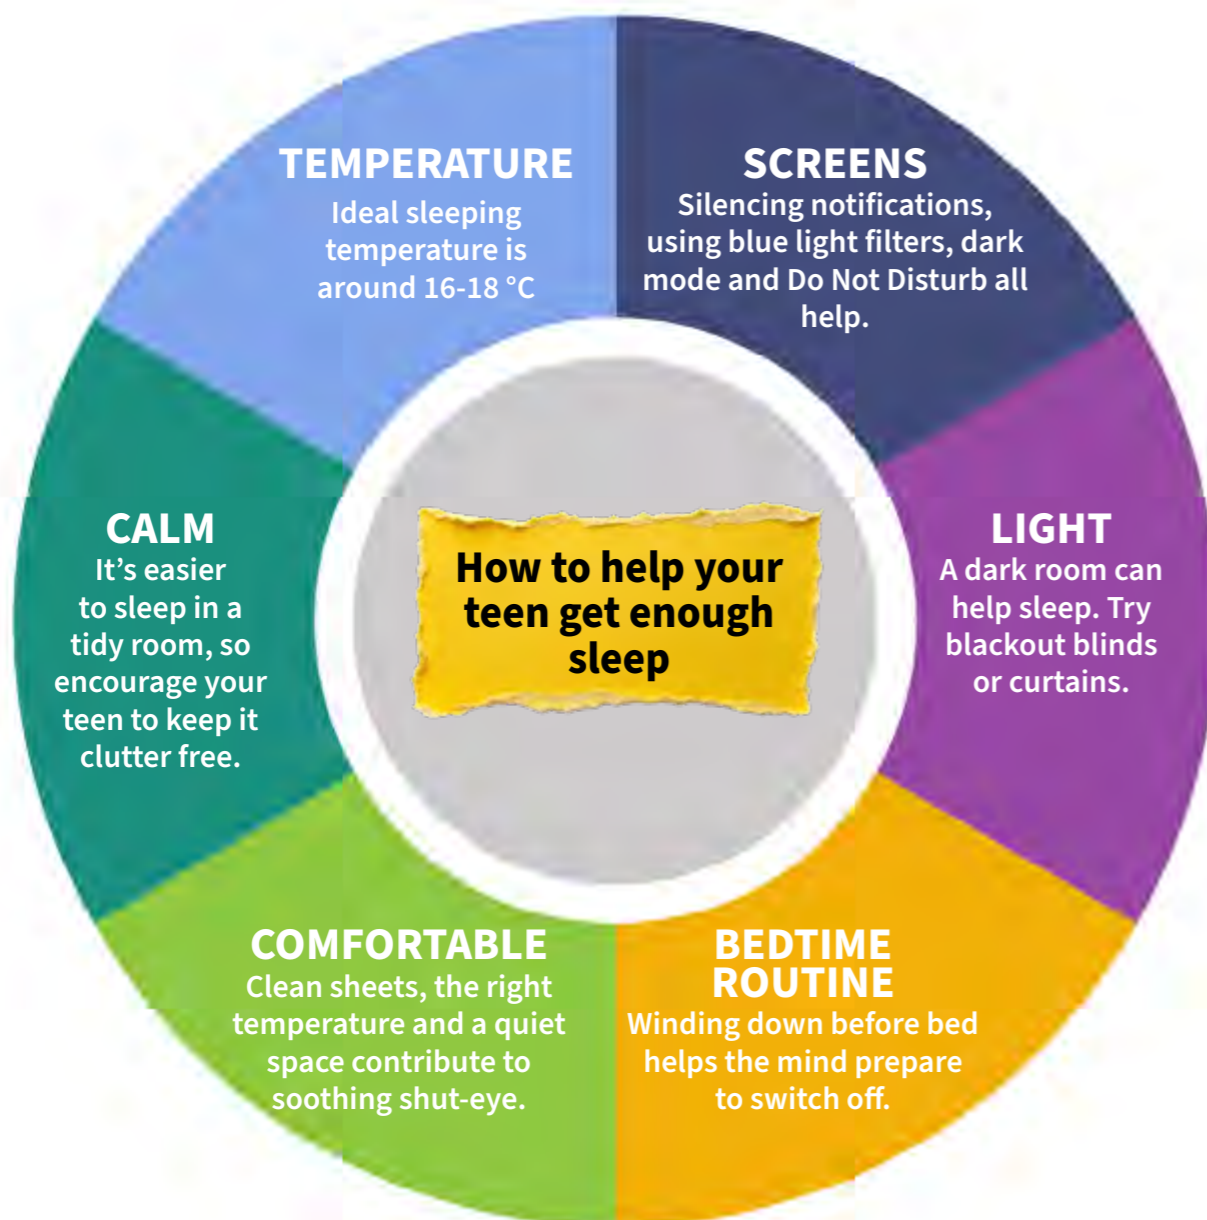 TEMPERATURE
Ideal sleeping
temperature is
around 16-18 °C
SCREENS
Silencing notifications,
using blue light filters, dark
mode and Do Not Disturb all
help.
LIGHT
A dark room can
help sleep. Try
blackout blinds
or curtains.
BEDTIME
ROUTINE
Winding down before bed
helps the mind prepare
to switch off.
COMFORTABLE
Clean sheets, the right
temperature and a quiet
space contribute to
soothing shut-eye.
CALM
It’s easier
to sleep in a
tidy room, so
encourage your
teen to keep it
clutter free.
How to help your
teen get enough
sleep